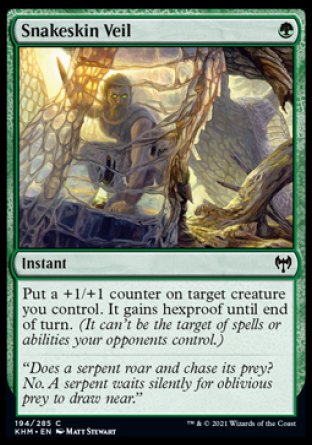 Snakeskin Veil
Instant
Put a +1/+1 counter on target creature
you control. It gains hexproof until end
of turn. (It can't be the target of spells or
abilities your opponents control.)
"Does a serpent roar and chase its prey?
No. A serpent waits silently for oblivious
prey to draw near."
194/285 C
KHM • EN Matt Stewart
™ & © 2021 Wizards of the Coast